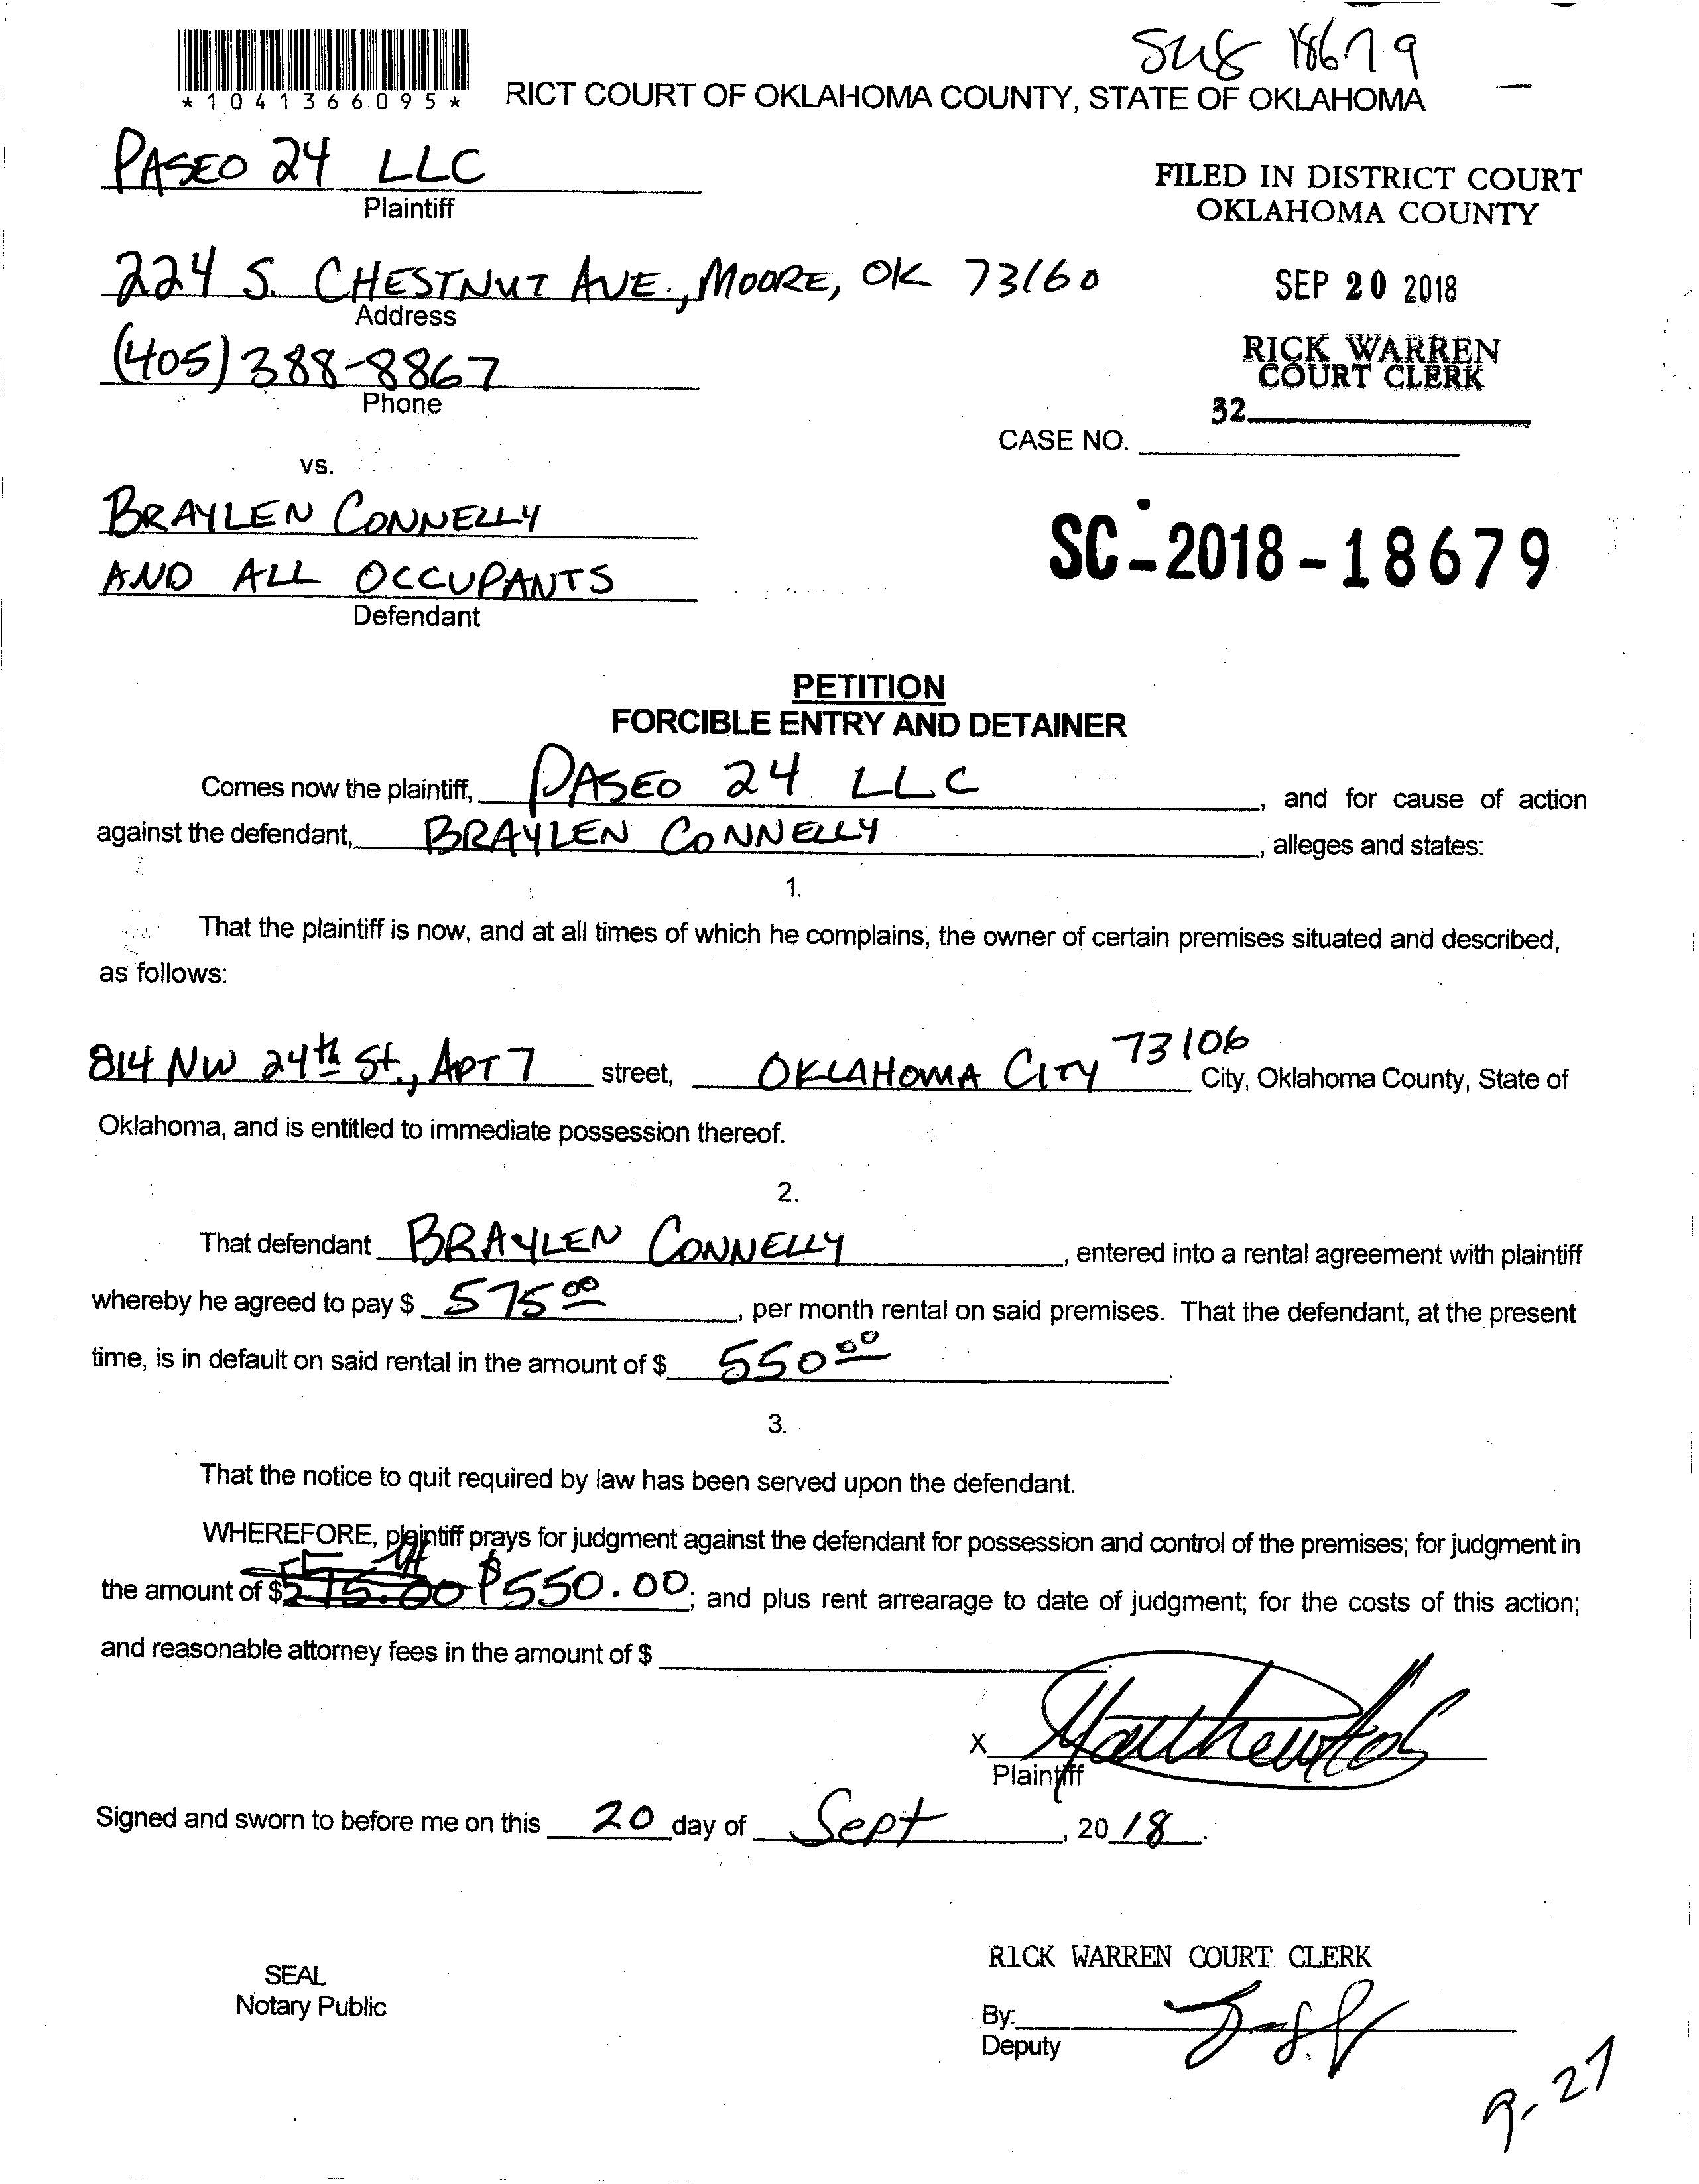 SUS 18679
*1041366095*
RICT COURT OF OKLAHOMA COUNTY, STATE OF OKLAHOMA
PASEO 24 LLC
Plaintiff
FILED IN DISTRICT COURT
OKLAHOMA COUNTY
224 S. CHESTNUT AVE., MOORE, OK 73160
Address
SEP 20 2018
(405) 388-8867
Phone
RICK WARREN
COURT CLERK
32
CASE NO.
vs.
BRAYLEN CONNELLY
AND ALL OCCUPANTS
Defendant
SC-2018-18679
PETITION
FORCIBLE ENTRY AND DETAINER
Comes now the plaintiff, PASEO 24 LLC, and for cause of action
against the defendant, BRAYLEN CONNELLY, alleges and states:
1.
That the plaintiff is now, and at all times of which he complains, the owner of certain premises situated and described,
as follows:
814 NW 24th St., APT 7 street, OKLAHOMA CITY 73106 City, Oklahoma County, State of
Oklahoma, and is entitled to immediate possession thereof.
2.
That defendant BRAYLEN CONNELLY, entered into a rental agreement with plaintiff
whereby he agreed to pay $ 575 00, per month rental on said premises. That the defendant, at the present
time, is in default on said rental in the amount of $ 550 00.
3.
That the notice to quit required by law has been served upon the defendant.
WHEREFORE, plaintiff prays for judgment against the defendant for possession and control of the premises; for judgment in
the amount of $ $550.00; and plus rent arrearage to date of judgment; for the costs of this action;
and reasonable attorney fees in the amount of $
X
Plaintiff
Signed and sworn to before me on this 20 day of Sept, 2018.
SEAL
Notary Public
RICK WARREN COURT CLERK
By:
Deputy
9-27